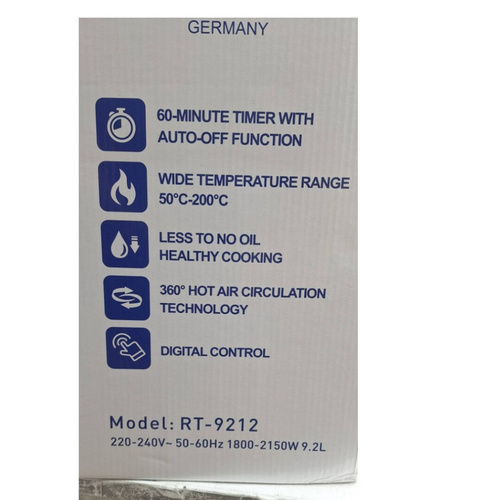 GERMANY
60-MINUTE TIMER WITH
AUTO-OFF FUNCTION
WIDE TEMPERATURE RANGE
50°C-200°C
LESS TO NO OIL
HEALTHY COOKING
360° HOT AIR CIRCULATION
TECHNOLOGY
DIGITAL CONTROL
Model: RT-9212
220-240V~ 50-60Hz 1800-2150W 9.2L